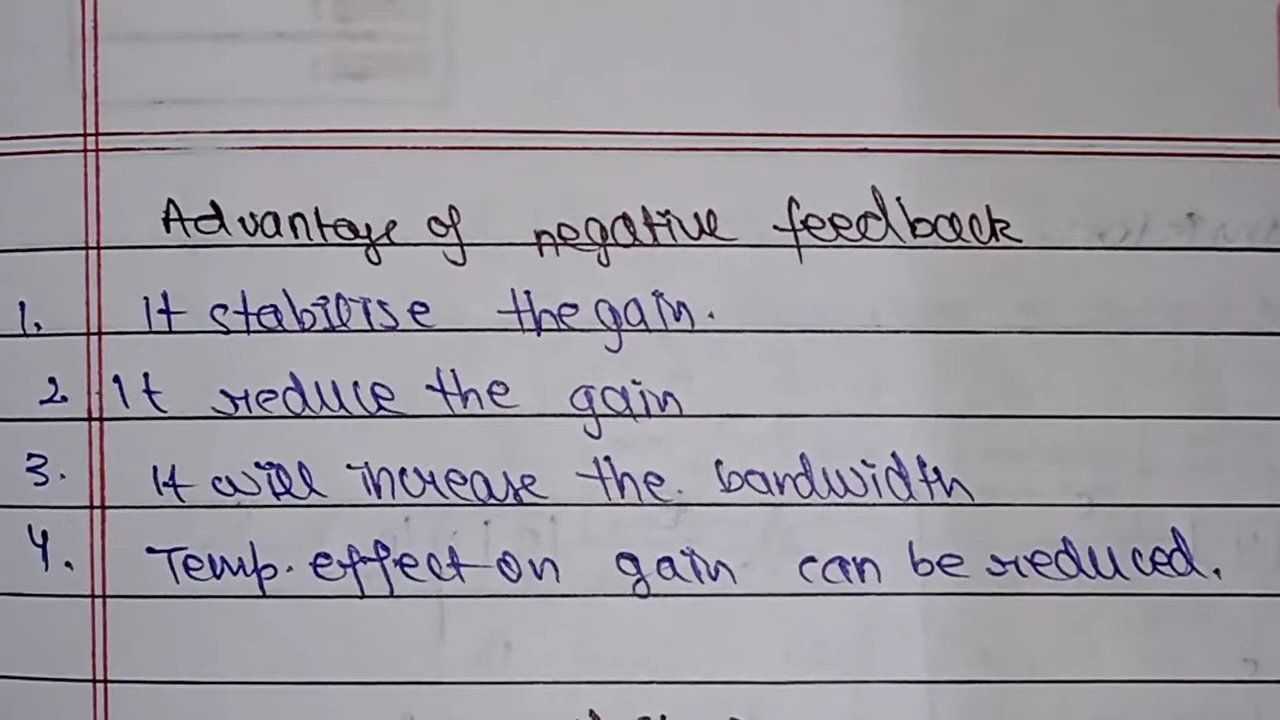 Advantage of negative feedback
1. It stabilise the gain.
2. It reduce the gain
3. It will increase the bandwidth
4. Temp. effect on gain can be reduced.